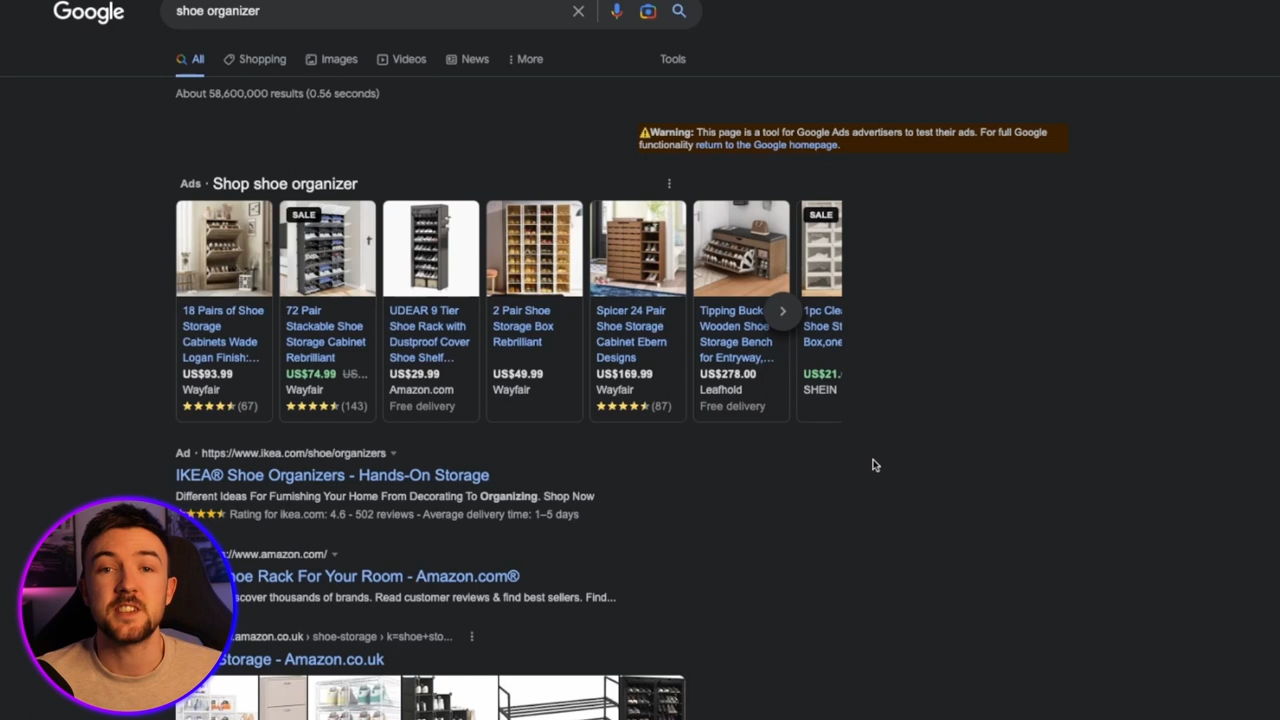 Google
shoe organizer
All
Shopping
Images
Videos
News
More
Tools
About 58,600,000 results (0.56 seconds)
⚠Warning: This page is a tool for Google Ads advertisers to test their ads. For full Google
functionality return to the Google homepage.
Ads · Shop shoe organizer
SALE
18 Pairs of Shoe
Storage
Cabinets Wade
Logan Finish:...
US$93.99
Wayfair
(67)
72 Pair
Stackable Shoe
Storage Cabinet
Rebrilliant
US$74.99 US...
Wayfair
(143)
UDEAR 9 Tier
Shoe Rack with
Dustproof Cover
Shoe Shelf...
US$29.99
Amazon.com
Free delivery
2 Pair Shoe
Storage Box
Rebrilliant
US$49.99
Wayfair
Spicer 24 Pair
Shoe Storage
Cabinet Ebern
Designs
US$169.99
Wayfair
(87)
Tipping Buck
Wooden Shoe
Storage Bench
for Entryway,...
US$278.00
Leafhold
Free delivery
SALE
1pc Cle
Shoe St
Box,one
US$21.
SHEIN
Ad · https://www.ikea.com/shoe/organizers
IKEA® Shoe Organizers - Hands-On Storage
Different Ideas For Furnishing Your Home From Decorating To Organizing. Shop Now
Rating for ikea.com: 4.6 - 502 reviews - Average delivery time: 1–5 days
://www.amazon.com/
hoe Rack For Your Room - Amazon.com®
scover thousands of brands. Read customer reviews & find best sellers. Find...
.amazon.co.uk › shoe-storage › k=shoe+sto...
Storage - Amazon.co.uk